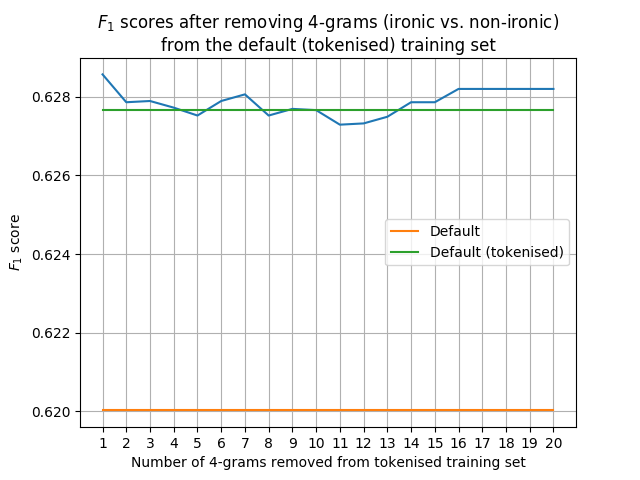 F₁ scores after removing 4-grams (ironic vs. non-ironic)
from the default (tokenised) training set
0.628
0.626
0.624
0.622
0.620
F₁ score
Default
Default (tokenised)
1 2 3 4 5 6 7 8 9 10 11 12 13 14 15 16 17 18 19 20
Number of 4-grams removed from tokenised training set